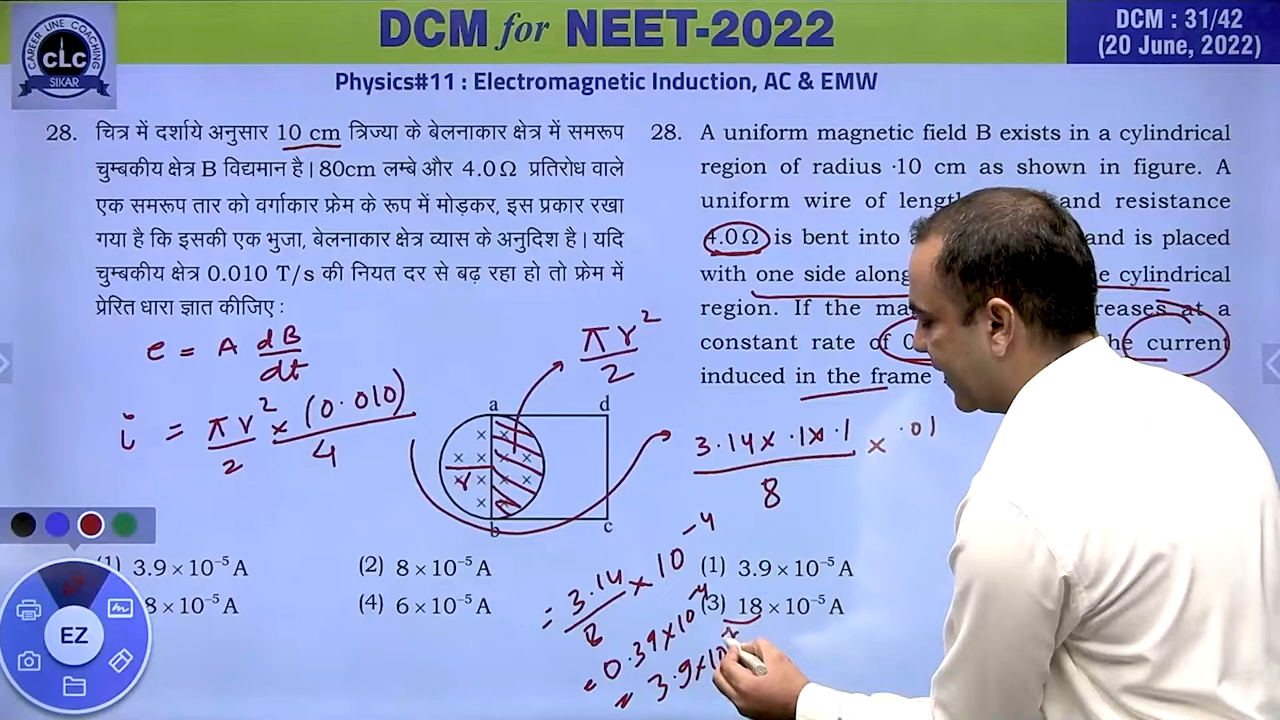 CAREER LINE COACHING
CLC
SIKAR
DCM for NEET-2022
DCM : 31/42
(20 June, 2022)
Physics#11 : Electromagnetic Induction, AC & EMW
28. चित्र में दर्शाये अनुसार 10 cm त्रिज्या के बेलनाकार क्षेत्र में समरूप
चुम्बकीय क्षेत्र B विद्यमान है। 80cm लम्बे और 4.0Ω प्रतिरोध वाले
एक समरूप तार को वर्गाकार फ्रेम के रूप में मोड़कर, इस प्रकार रखा
गया है कि इसकी एक भुजा, बेलनाकार क्षेत्र व्यास के अनुदिश है। यदि
चुम्बकीय क्षेत्र 0.010 T/s की नियत दर से बढ़ रहा हो तो फ्रेम में
प्रेरित धारा ज्ञात कीजिए :
e = A dB/dt
i = πr²/2 × (0.010)/4
πr²/2
a d
r
A
b c
(1) 3.9 × 10⁻⁵ A (2) 8 × 10⁻⁵ A
8 × 10⁻⁵ A (4) 6 × 10⁻⁵ A
28. A uniform magnetic field B exists in a cylindrical
region of radius ·10 cm as shown in figure. A
uniform wire of length and resistance
4.0Ω is bent into and is placed
with one side along cylindrical
region. If the at a
constant rate of current
induced in the frame
3.14 × .1 × .1 / 8 × .01
= 3.14/8 × 10⁻⁴
= 0.39 × 10⁻⁴
= 3.9 × 10
(1) 3.9 × 10⁻⁵ A
(3) 18 × 10⁻⁵ A
EZ